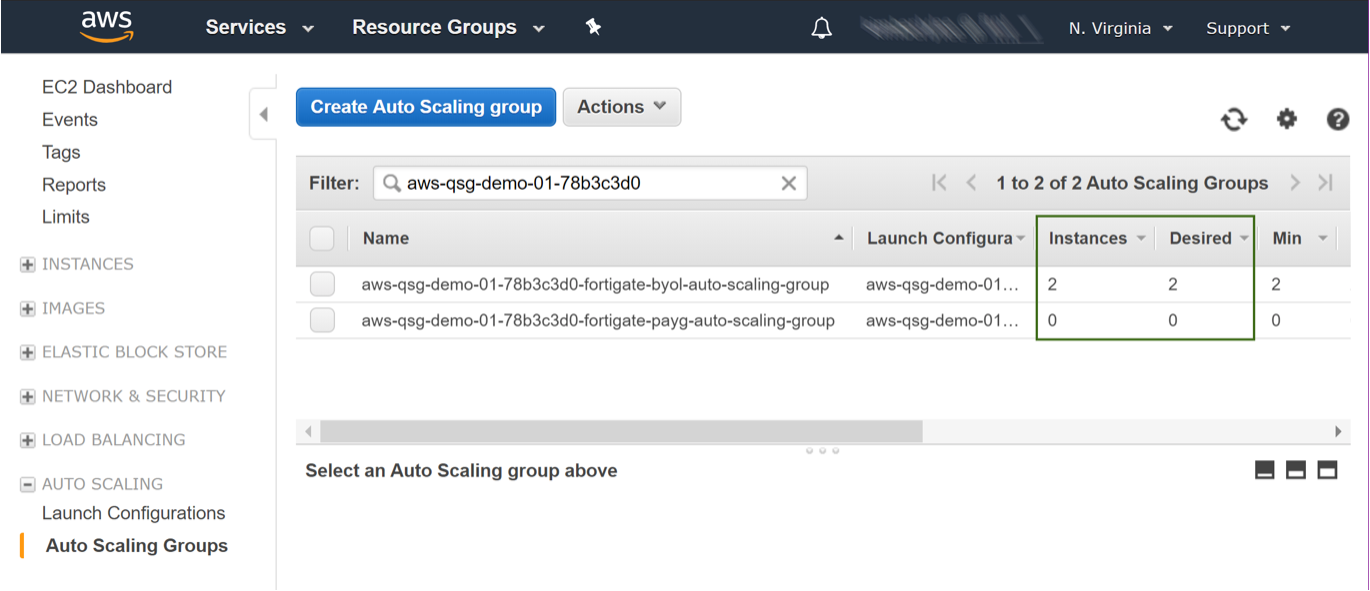 aws Services Resource Groups N. Virginia Support
EC2 Dashboard
Events
Tags
Reports
Limits
INSTANCES
IMAGES
ELASTIC BLOCK STORE
NETWORK & SECURITY
LOAD BALANCING
AUTO SCALING
Launch Configurations
Auto Scaling Groups
Create Auto Scaling group Actions
Filter: aws-qsg-demo-01-78b3c3d0 1 to 2 of 2 Auto Scaling Groups
Name Launch Configura Instances Desired Min
aws-qsg-demo-01-78b3c3d0-fortigate-byol-auto-scaling-group aws-qsg-demo-01... 2 2 2
aws-qsg-demo-01-78b3c3d0-fortigate-payg-auto-scaling-group aws-qsg-demo-01... 0 0 0
Select an Auto Scaling group above